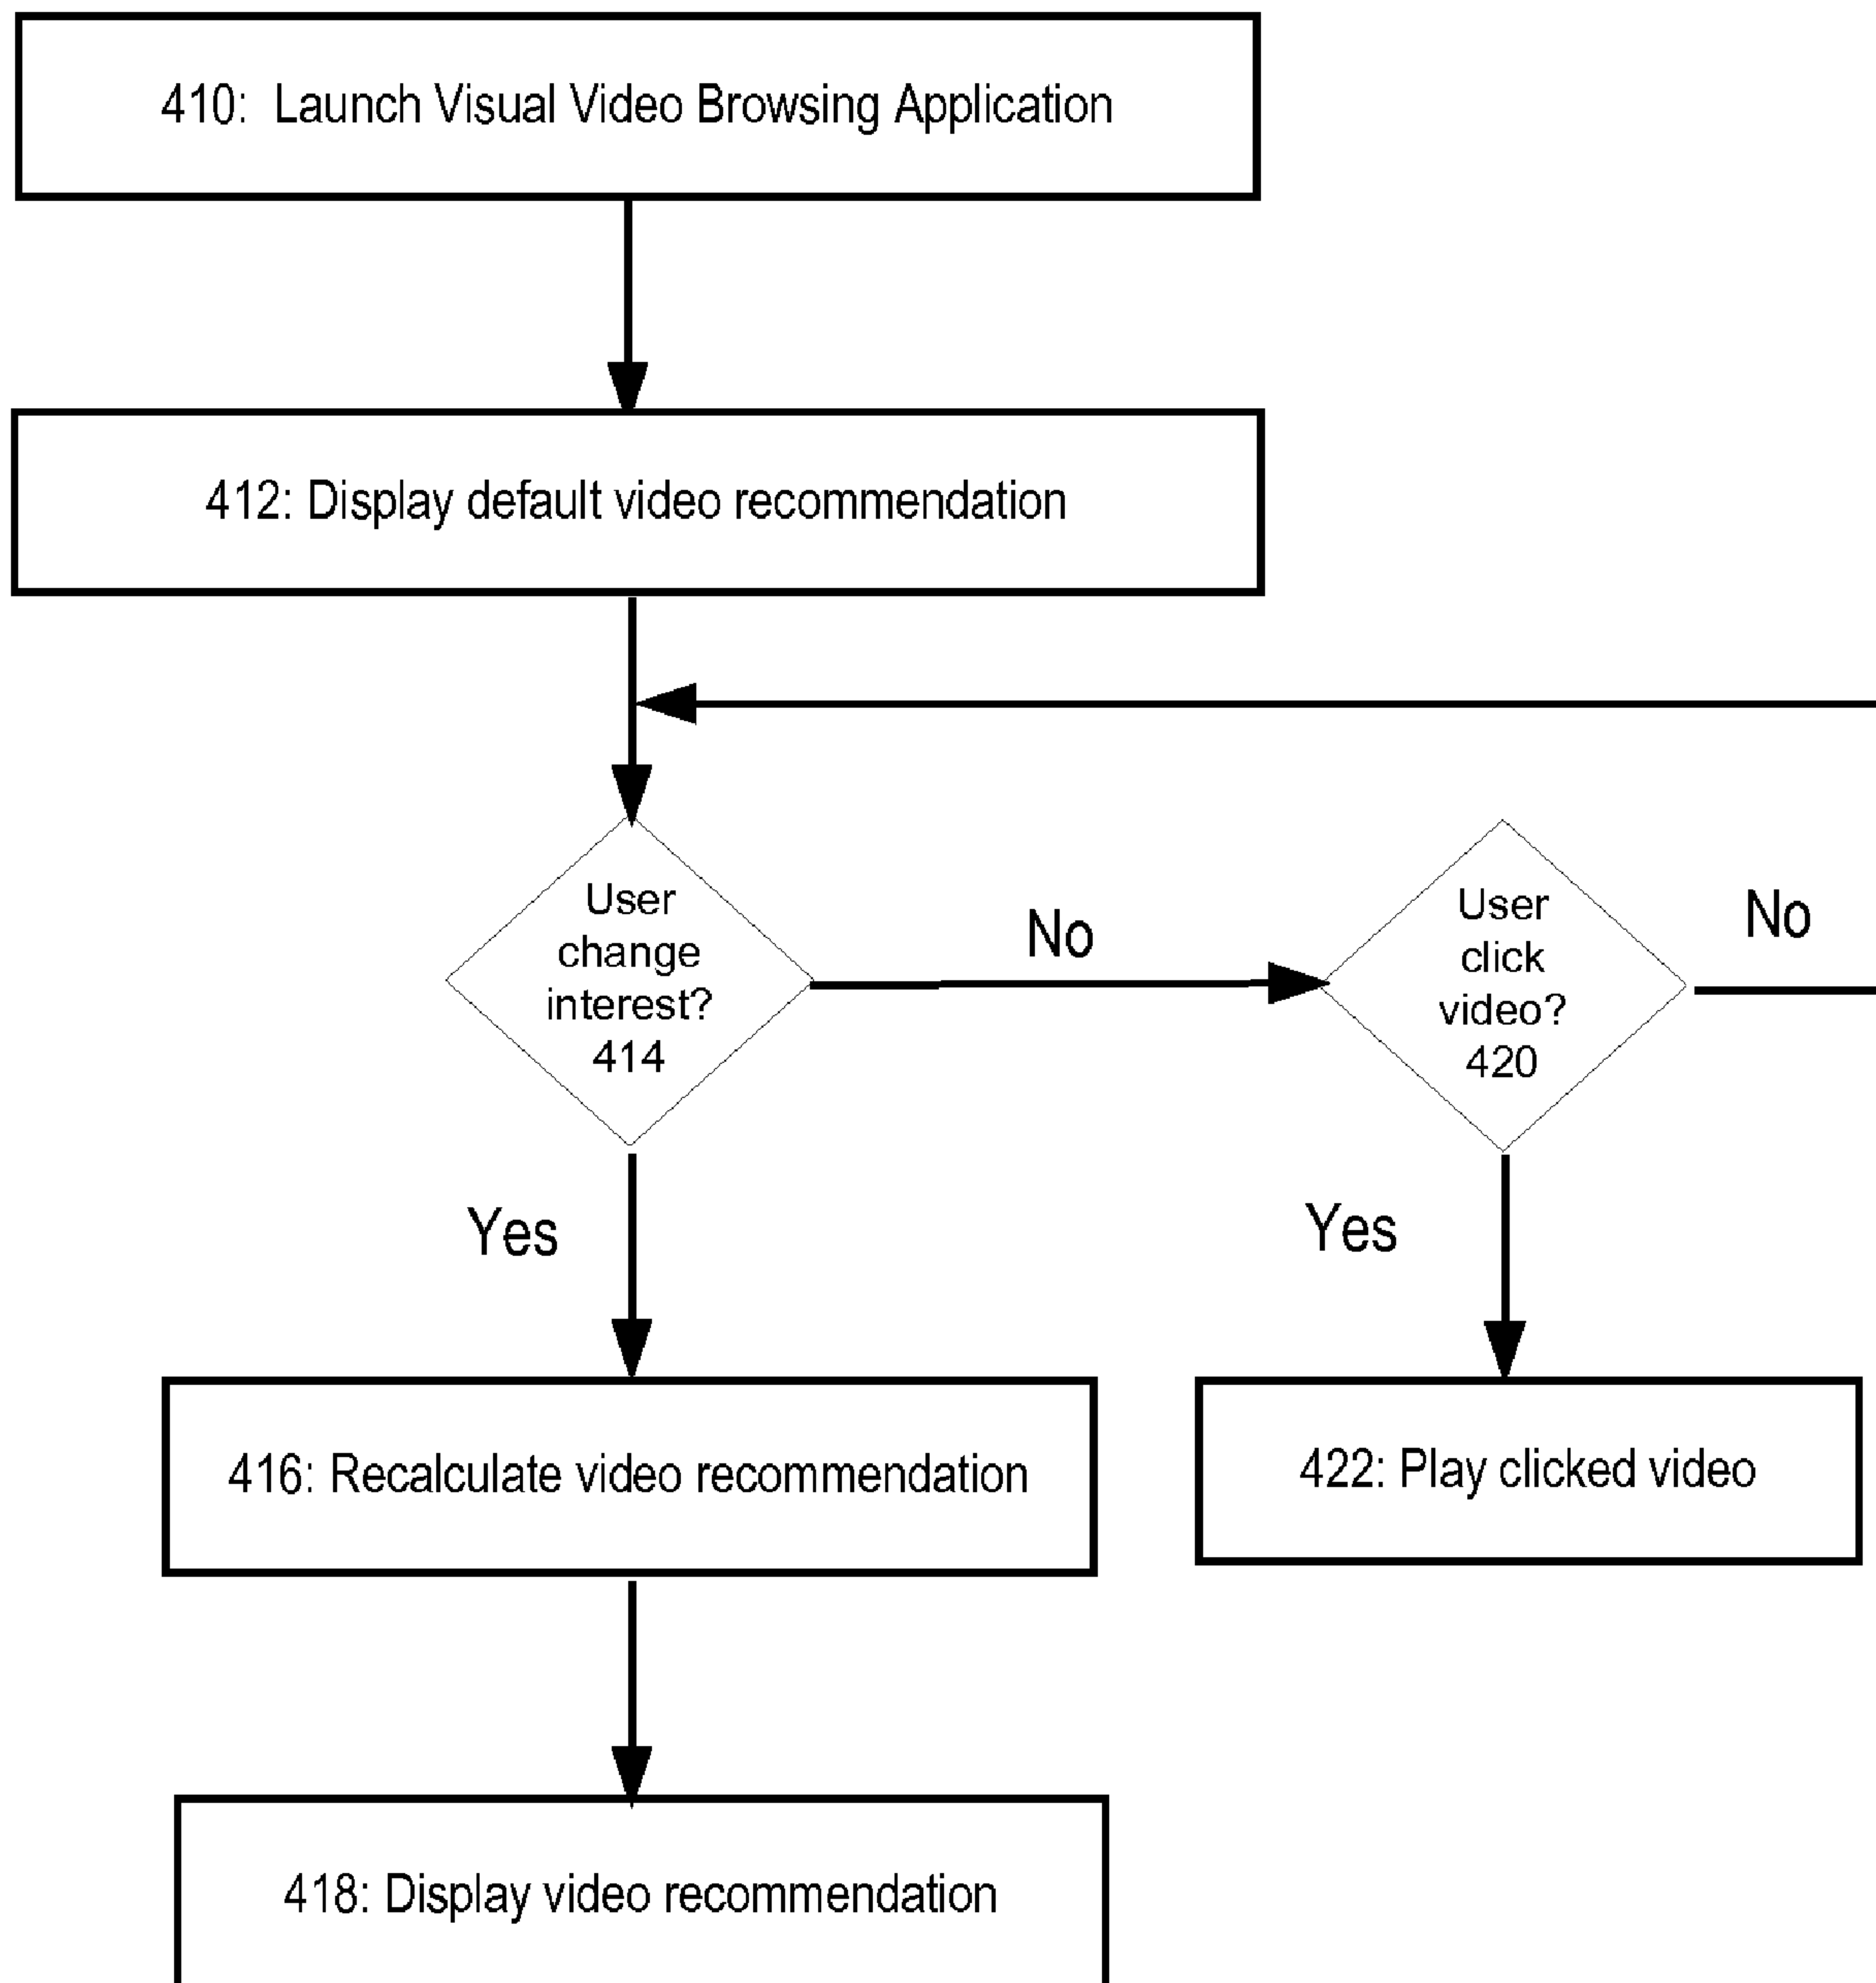 410: Launch Visual Video Browsing Application
412: Display default video recommendation
User
change
interest?
414
No
User
click
video?
420
No
Yes
Yes
416: Recalculate video recommendation
422: Play clicked video
418: Display video recommendation